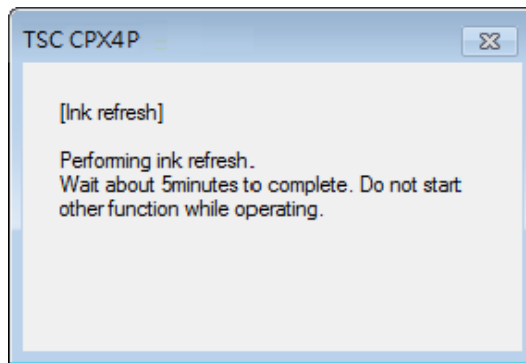 TSC CPX4P
[Ink refresh]
Performing ink refresh.
Wait about 5minutes to complete. Do not start
other function while operating.